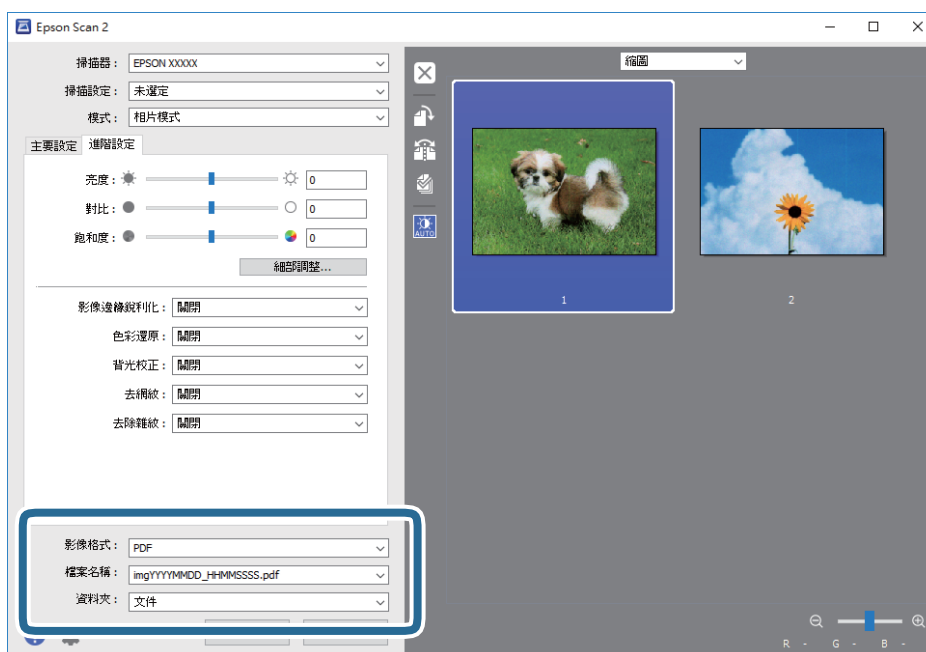 Epson Scan 2
掃描器： EPSON XXXXX
掃描設定： 未選定
模式： 相片模式
主要設定 進階設定
亮度： 0
對比： 0
飽和度： 0
細部調整...
影像邊緣銳利化： 關閉
色彩還原： 關閉
背光校正： 關閉
去網紋： 關閉
去除雜紋： 關閉
影像格式： PDF
檔案名稱： imgYYYYMMDD_HHMMSSSS.pdf
資料夾： 文件
縮圖
AUTO
1
2
R - G - B -